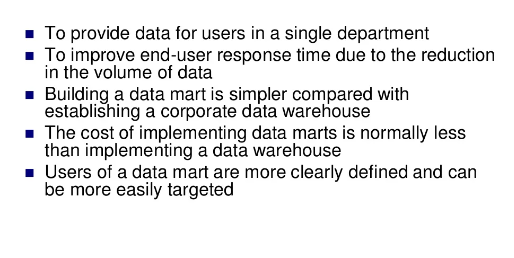 To provide data for users in a single department
To improve end-user response time due to the reduction
in the volume of data
Building a data mart is simpler compared with
establishing a corporate data warehouse
The cost of implementing data marts is normally less
than implementing a data warehouse
Users of a data mart are more clearly defined and can
be more easily targeted